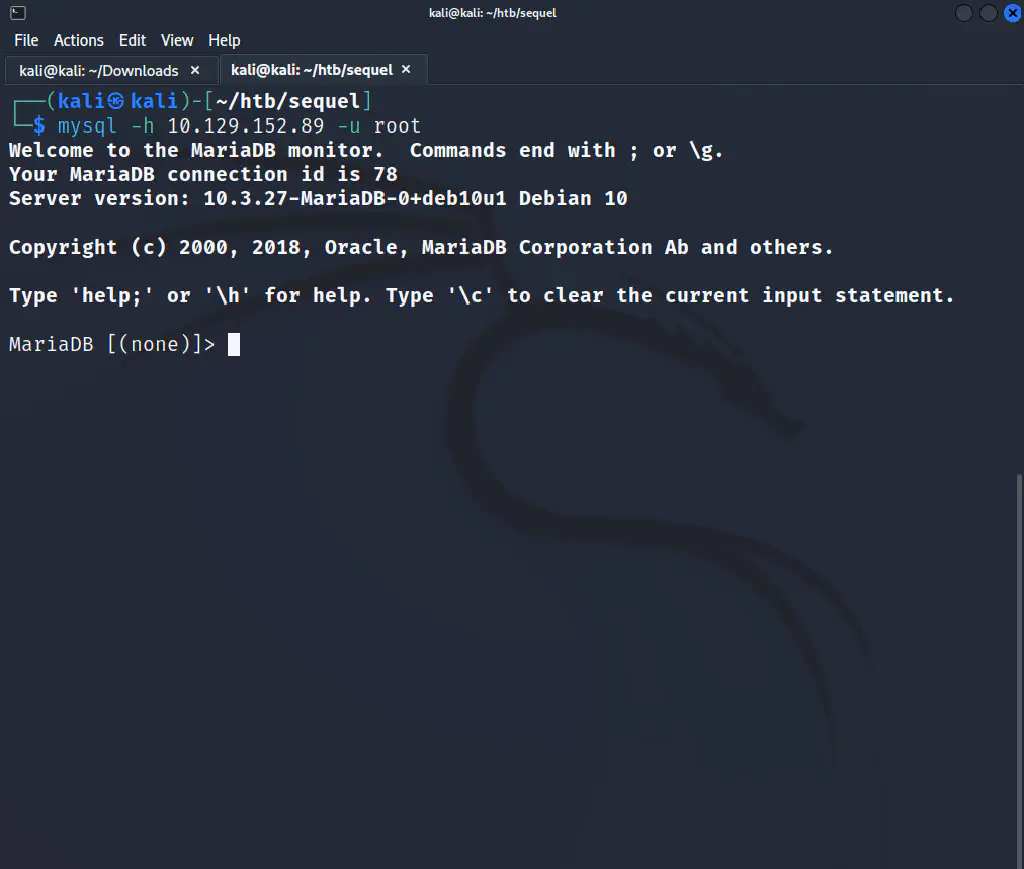 kali@kali: ~/htb/sequel
File Actions Edit View Help
kali@kali: ~/Downloads × kali@kali: ~/htb/sequel ×
┌──(kali㉿kali)-[~/htb/sequel]
└─$ mysql -h 10.129.152.89 -u root
Welcome to the MariaDB monitor.  Commands end with ; or \g.
Your MariaDB connection id is 78
Server version: 10.3.27-MariaDB-0+deb10u1 Debian 10
Copyright (c) 2000, 2018, Oracle, MariaDB Corporation Ab and others.
Type 'help;' or '\h' for help. Type '\c' to clear the current input statement.
MariaDB [(none)]>